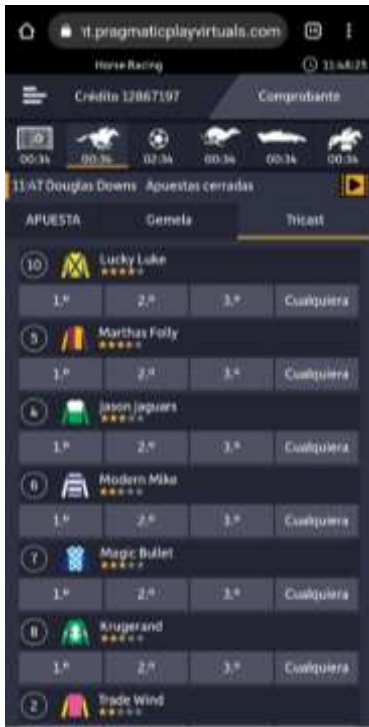 rt.pragmaticplayvirtuals.com
Horse Racing 11:48:25
Crédito 12867197 Comprobante
00:34 00:34 02:34 00:34 00:34 00:34
11:47 Douglas Downs Apuestas cerradas
APUESTA Gemela Tricast
10 Lucky Luke
1.º 2.º 3.º Cualquiera
5 Marthas Folly
1.º 2.º 3.º Cualquiera
4 Jason Jaguars
1.º 2.º 3.º Cualquiera
6 Modern Mike
1.º 2.º 3.º Cualquiera
7 Magic Bullet
1.º 2.º 3.º Cualquiera
8 Krugerand
1.º 2.º 3.º Cualquiera
2 Trade Wind